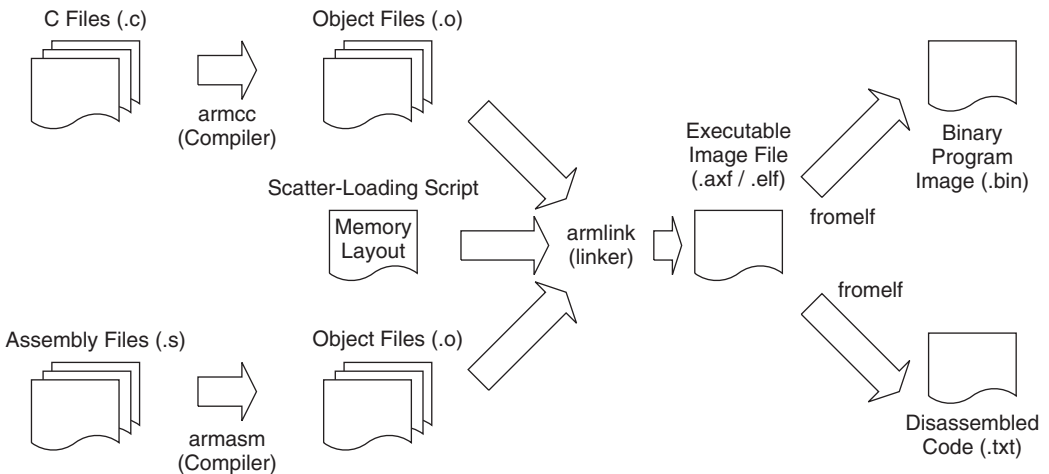 C Files (.c)
Object Files (.o)
armcc
(Compiler)
Scatter-Loading Script
Memory
Layout
Assembly Files (.s)
Object Files (.o)
armasm
(Compiler)
armlink
(linker)
Executable
Image File
(.axf / .elf)
fromelf
Binary
Program
Image (.bin)
fromelf
Disassembled
Code (.txt)